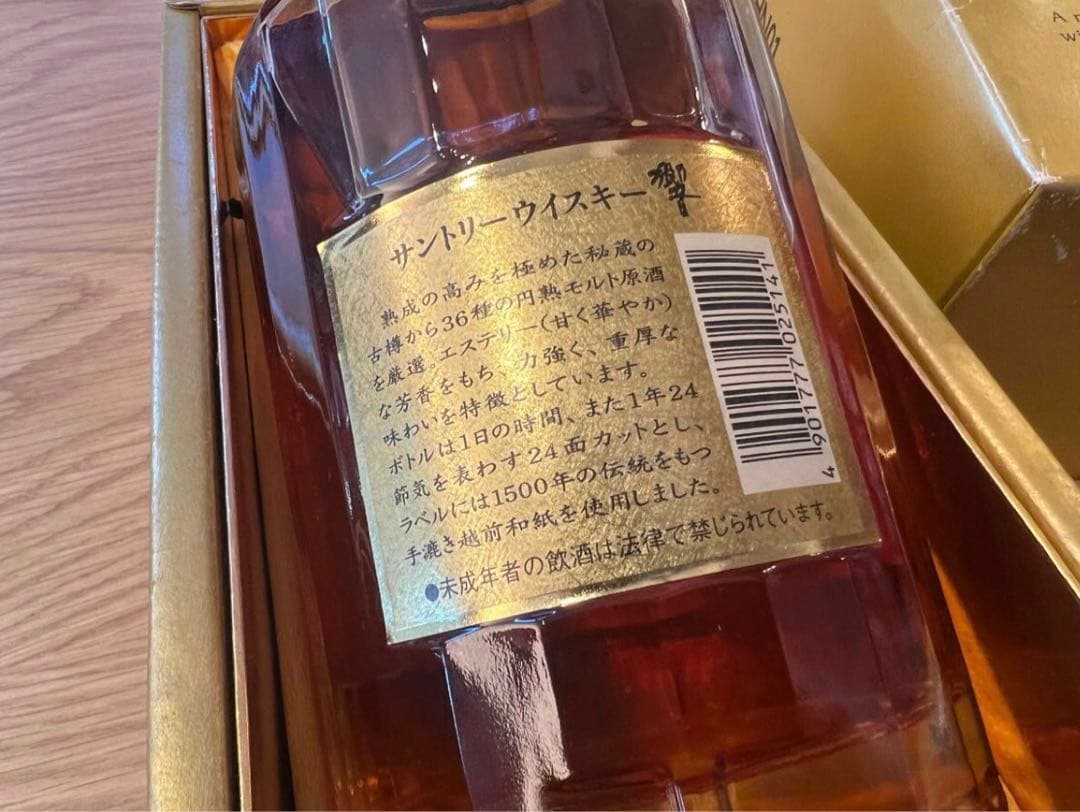 サントリーウイスキー響
熟成の高みを極めた秘蔵の
古樽から36種の円熟モルト原酒
を厳選。エステリー(甘く華やか)
な芳香をもち、力強く、重厚な
味わいを特徴としています。
ボトルは1日の時間、また1年24
節気を表わす24面カットとし、
ラベルには1500年の伝統をもつ
手漉き越前和紙を使用しました。
●未成年者の飲酒は法律で禁じられています。
4 901777 025141
A